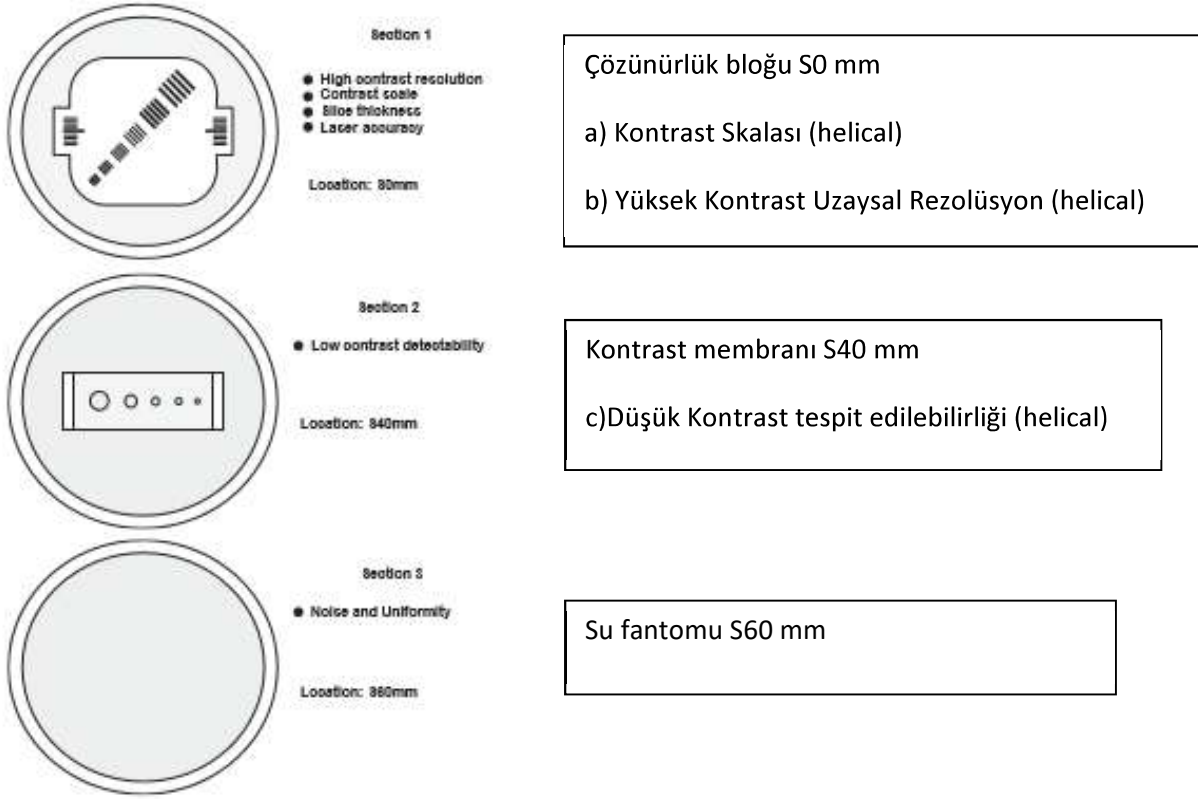 Section 1
High contrast resolution
Contrast scale
Slice thickness
Laser accuracy
Location: S0mm
Çözünürlük bloğu S0 mm
a) Kontrast Skalası (helical)
b) Yüksek Kontrast Uzaysal Rezolüsyon (helical)
Section 2
Low contrast detectability
Location: S40mm
Kontrast membranı S40 mm
c)Düşük Kontrast tespit edilebilirliği (helical)
Section 3
Noise and Uniformity
Location: S60mm
Su fantomu S60 mm